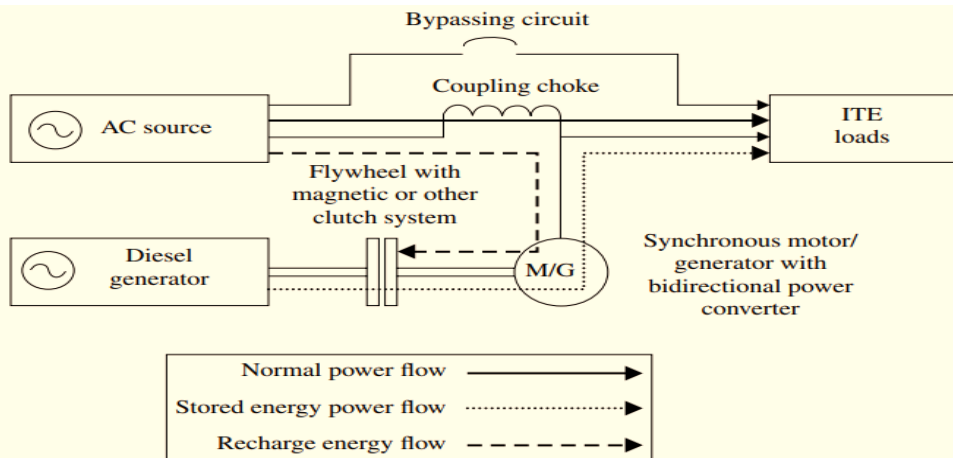 Bypassing circuit
Coupling choke
AC source
ITE
loads
Flywheel with
magnetic or other
clutch system
Diesel
generator
M/G
Synchronous motor/
generator with
bidirectional power
converter
Normal power flow
Stored energy power flow
Recharge energy flow